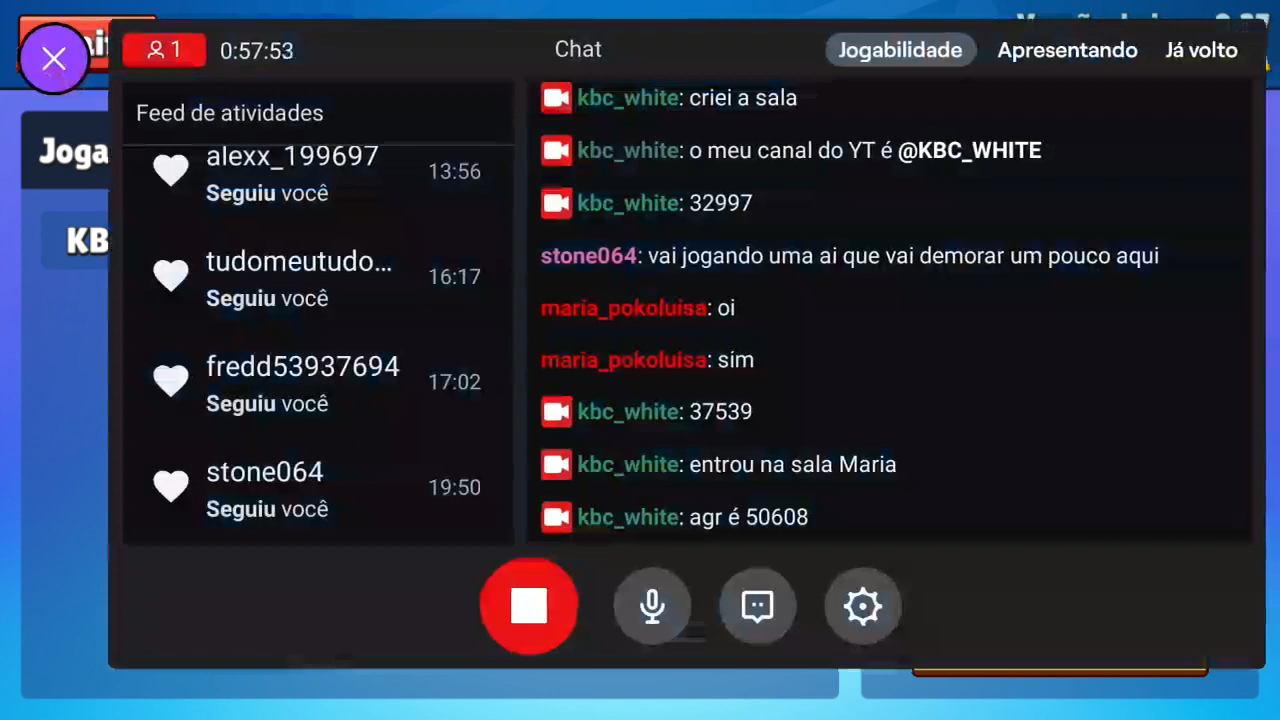 1
0:57:53
Chat
Jogabilidade
Apresentando
Já volto
Feed de atividades
alexx_199697
Seguiu você
13:56
tudomeutudo...
Seguiu você
16:17
fredd53937694
Seguiu você
17:02
stone064
Seguiu você
19:50
kbc_white: criei a sala
kbc_white: o meu canal do YT é @KBC_WHITE
kbc_white: 32997
stone064: vai jogando uma ai que vai demorar um pouco aqui
maria_pokoluisa: oi
maria_pokoluisa: sim
kbc_white: 37539
kbc_white: entrou na sala Maria
kbc_white: agr é 50608
Joga
KB